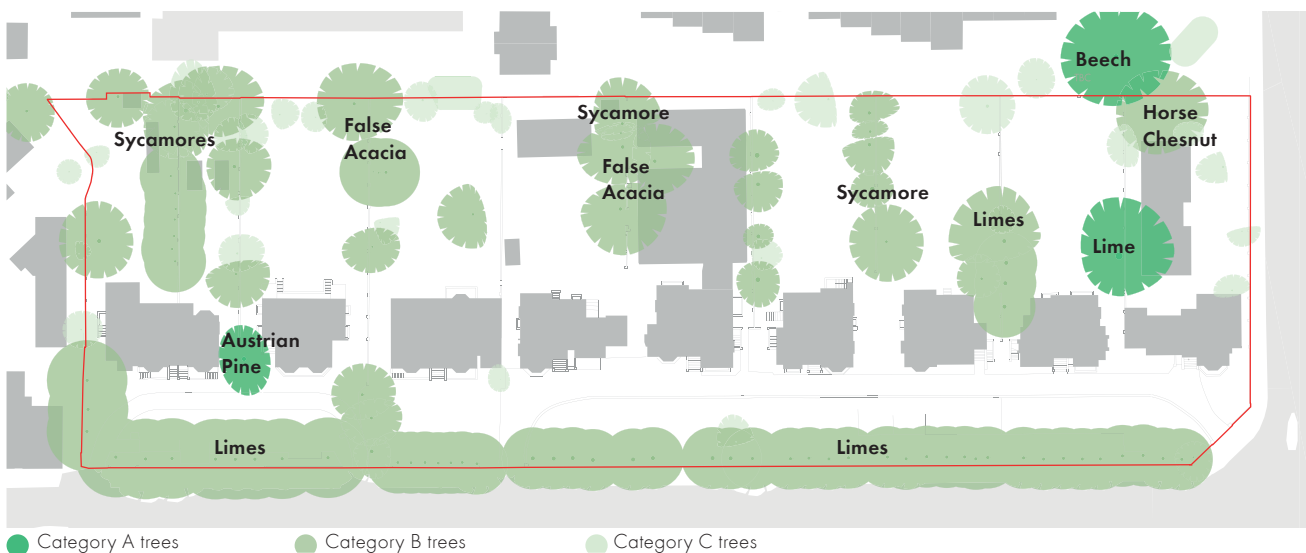 Beech
Sycamores
False
Acacia
Sycamore
Horse
Chesnut
False
Acacia
Sycamore
Limes
Lime
Austrian
Pine
Limes
Limes
Category A trees
Category B trees
Category C trees